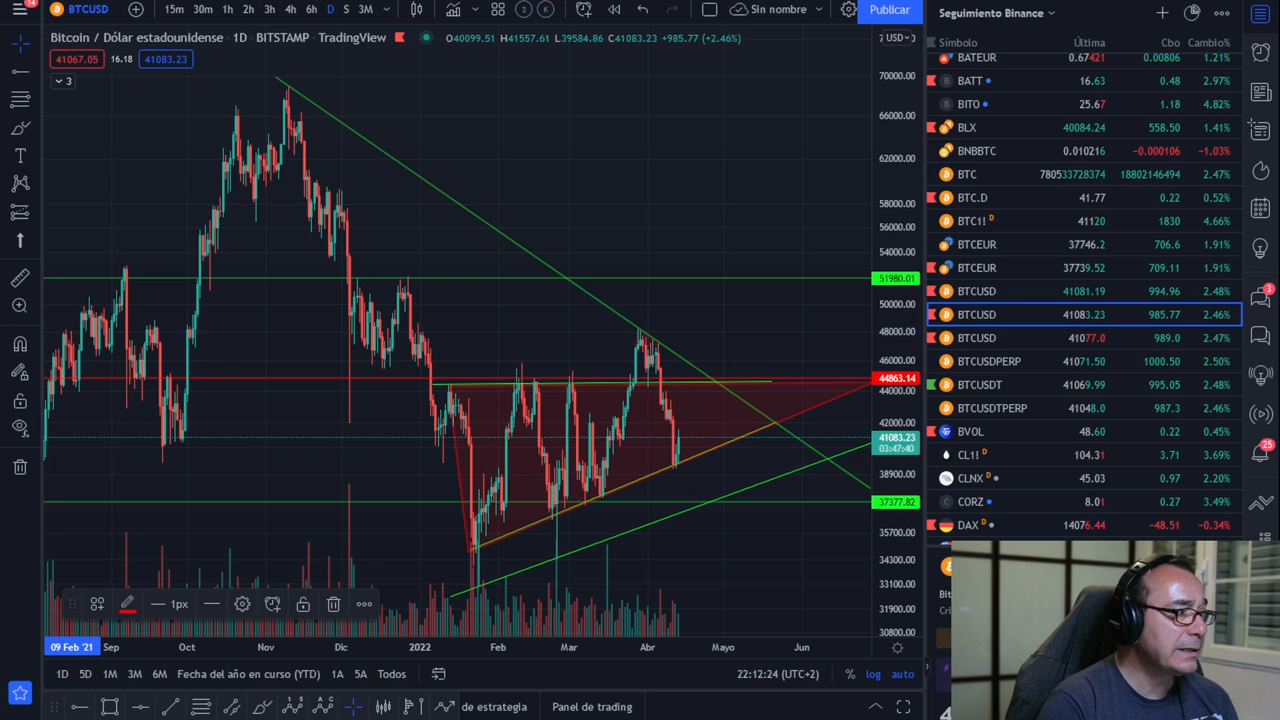 14
BTCUSD
15m 30m 1h 2h 3h 4h 6h D S 3M
2 K
Sin nombre
Publicar
Bitcoin / Dólar estadounidense · 1D · BITSTAMP · TradingView
O40099.51 H41557.61 L39584.86 C41083.23 +985.77 (+2.46%)
USD
41067.05 16.18 41083.23
3
70000.00
66000.00
62000.00
58000.00
56000.00
54000.00
51980.01
50000.00
48000.00
46000.00
44863.14
44000.00
42000.00
41083.23
03:47:40
38900.00
37377.82
35700.00
34300.00
33100.00
31900.00
30800.00
1px
09 Feb '21 Sep Oct Nov Dic 2022 Feb Mar Abr Mayo Jun
1D 5D 1M 3M 6M Fecha del año en curso (YTD) 1A 5A Todos
22:12:24 (UTC+2) % log auto
de estrategia Panel de trading
Seguimiento Binance
Símbolo Última Cbo Cambio%
BATEUR 0.67421 0.00806 1.21%
BATT 16.63 0.48 2.97%
BITO 25.67 1.18 4.82%
BLX 40084.24 558.50 1.41%
BNBBTC 0.010216 −0.000106 −1.03%
BTC 780533728374 18802146494 2.47%
BTC.D 41.77 0.22 0.52%
BTC1! D 41120 1830 4.66%
BTCEUR 37746.2 706.6 1.91%
BTCEUR 37739.52 709.11 1.91%
BTCUSD 41081.19 994.96 2.48%
BTCUSD 41083.23 985.77 2.46%
BTCUSD 41077.0 989.0 2.47%
BTCUSDPERP 41071.50 1000.50 2.50%
BTCUSDT 41069.99 995.05 2.48%
BTCUSDTPERP 41048.0 987.3 2.46%
BVOL 48.60 0.22 0.45%
CL1! D 104.31 3.71 3.69%
CLNX D 45.03 0.97 2.20%
CORZ 8.01 0.27 3.49%
DAX D 14076.44 −48.51 −0.34%
3
25